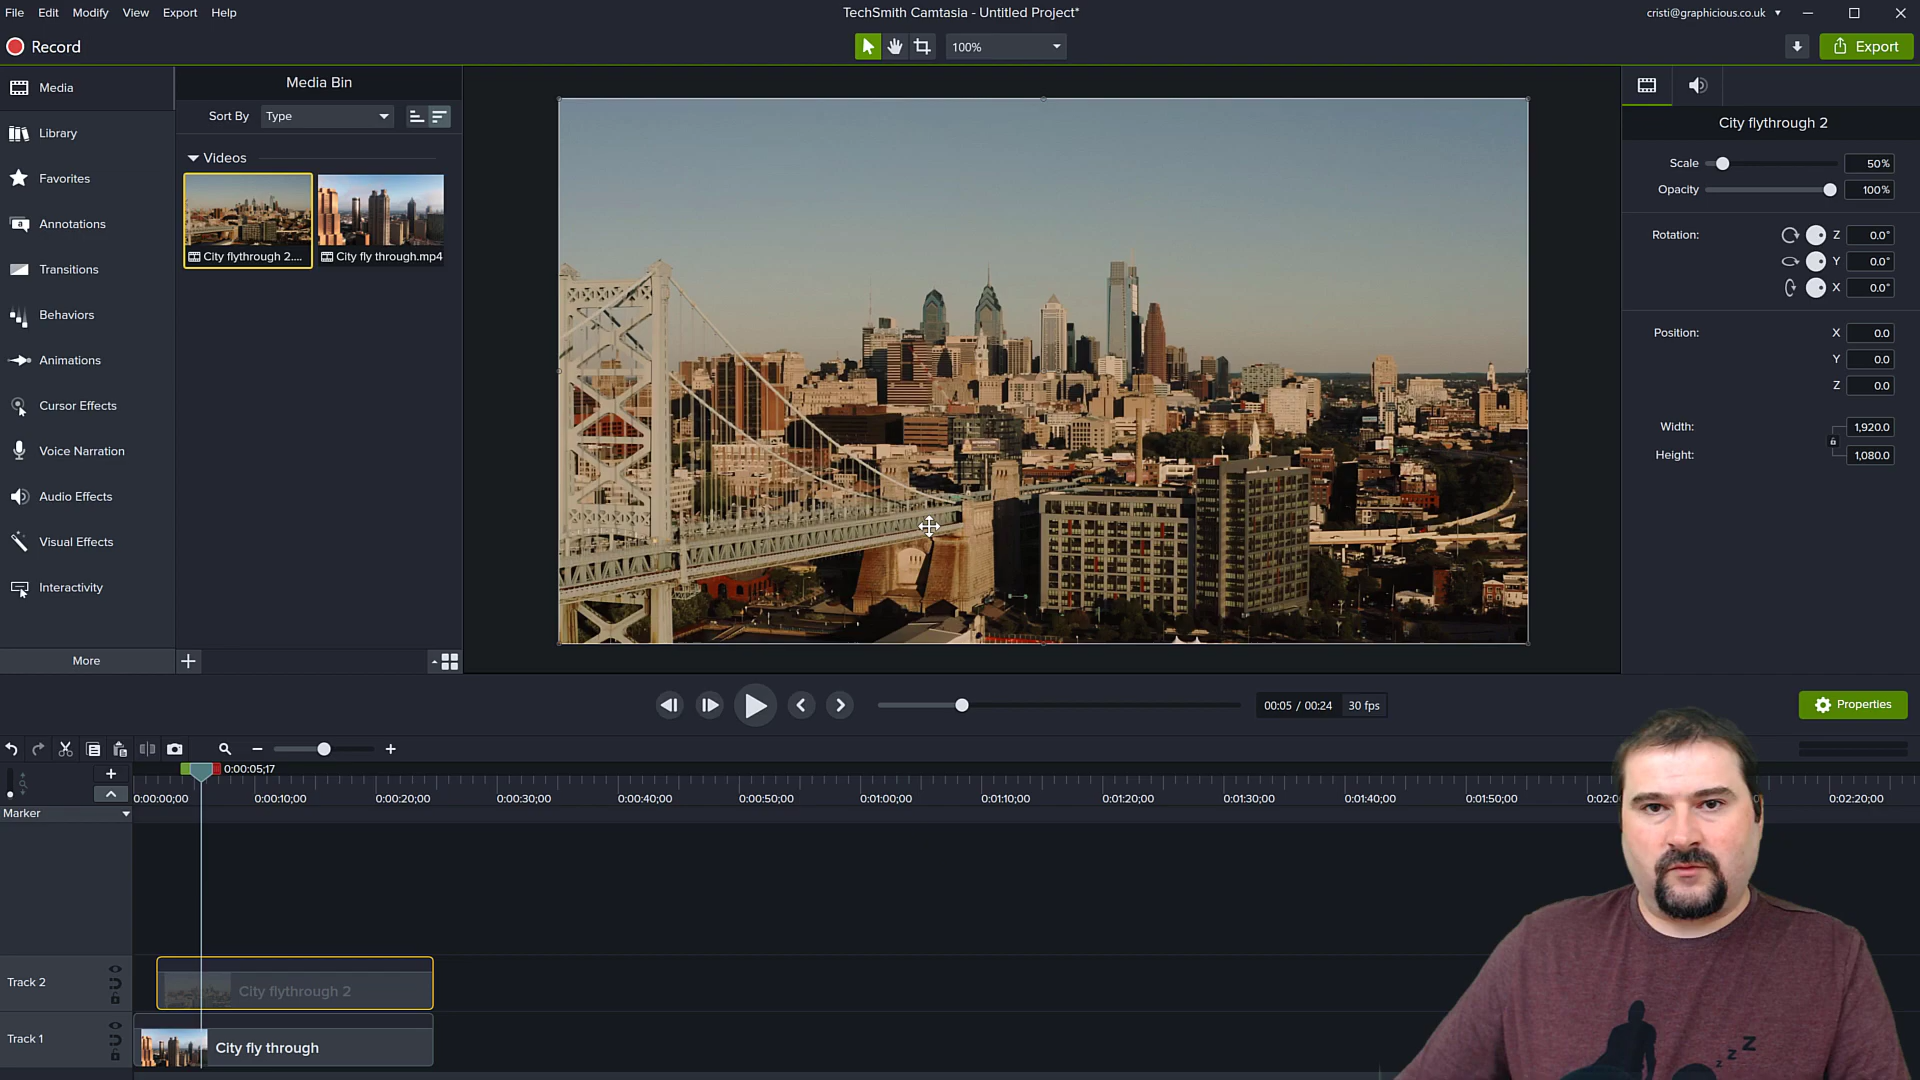 File Edit Modify View Export Help
TechSmith Camtasia - Untitled Project*
cristi@graphicious.co.uk
Record
100%
Export
Media
Library
Favorites
a
Annotations
Transitions
Behaviors
Animations
Cursor Effects
Voice Narration
Audio Effects
Visual Effects
Interactivity
More
Media Bin
Sort By Type
Videos
City flythrough 2....
City fly through.mp4
City flythrough 2
Scale 50%
Opacity 100%
Rotation: Z 0.0°
Y 0.0°
X 0.0°
Position: X 0.0
Y 0.0
Z 0.0
Width: 1,920.0
Height: 1,080.0
00:05 / 00:24 30 fps
Properties
0:00:05;17
0:00:00;00 0:00:10;00 0:00:20;00 0:00:30;00 0:00:40;00 0:00:50;00 0:01:00;00 0:01:10;00 0:01:20;00 0:01:30;00 0:01:40;00 0:01:50;00 0:02:0 0:02:20;00
Marker
Track 2
City flythrough 2
Track 1
City fly through
z z Z